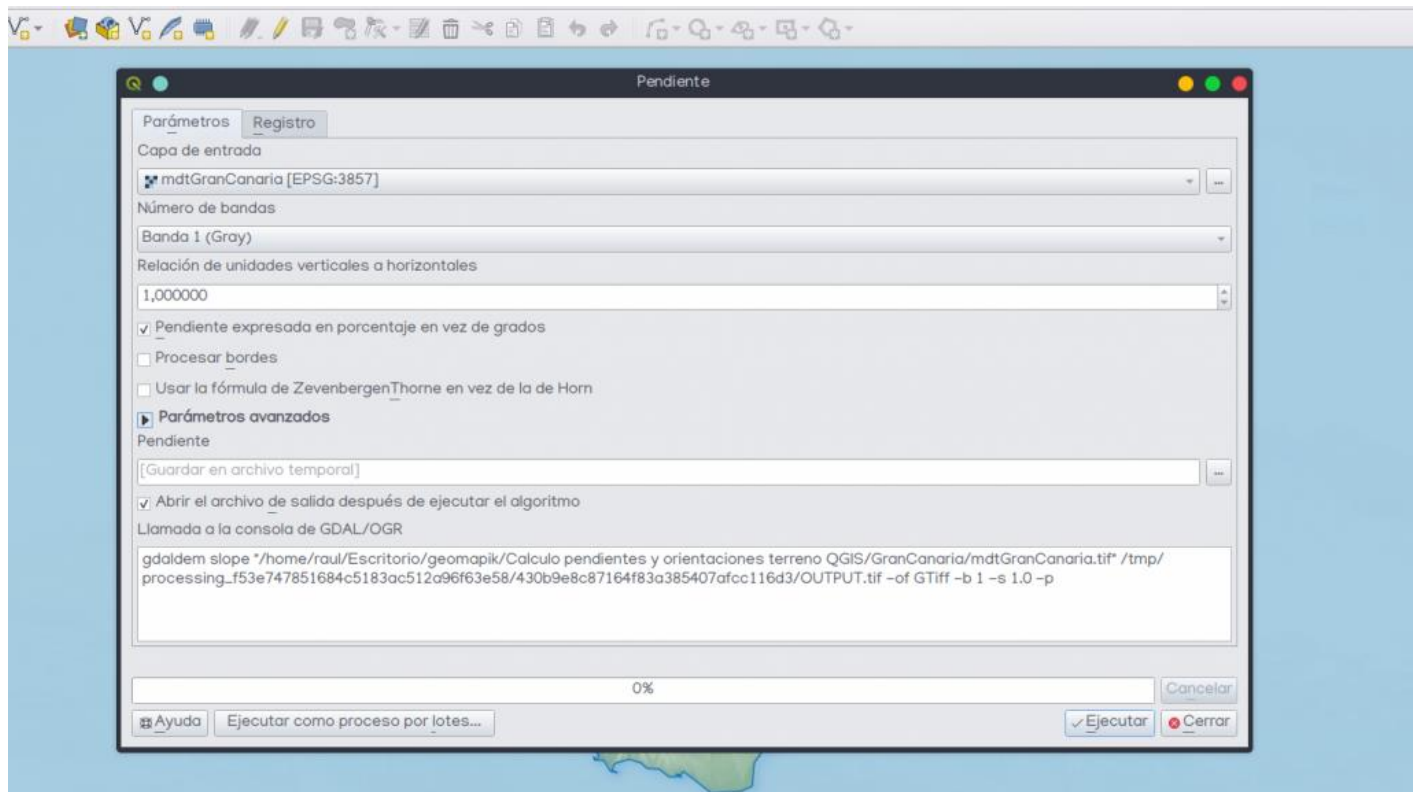 Pendiente
Parámetros
Registro
Capa de entrada
mdtGranCanaria [EPSG:3857]
...
Número de bandas
Banda 1 (Gray)
Relación de unidades verticales a horizontales
1,000000
Pendiente expresada en porcentaje en vez de grados
Procesar bordes
Usar la fórmula de ZevenbergenThorne en vez de la de Horn
Parámetros avanzados
Pendiente
[Guardar en archivo temporal]
...
Abrir el archivo de salida después de ejecutar el algoritmo
Llamada a la consola de GDAL/OGR
gdaldem slope "/home/raul/Escritorio/geomapik/Calculo pendientes y orientaciones terreno QGIS/GranCanaria/mdtGranCanaria.tif" /tmp/
processing_f53e747851684c5183ac512a96f63e58/430b9e8c87164f83a385407afcc116d3/OUTPUT.tif -of GTiff -b 1 -s 1.0 -p
0%
Cancelar
Ayuda
Ejecutar como proceso por lotes...
Ejecutar
Cerrar